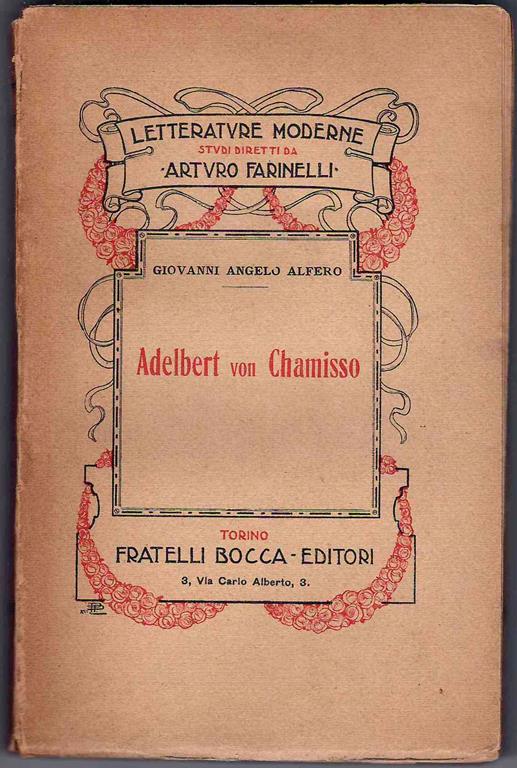 LETTERATVRE MODERNE
STVDI DIRETTI DA
·ARTVRO FARINELLI·
GIOVANNI ANGELO ALFERO
Adelbert von Chamisso
TORINO
FRATELLI BOCCA-EDITORI
3, Via Carlo Alberto, 3.